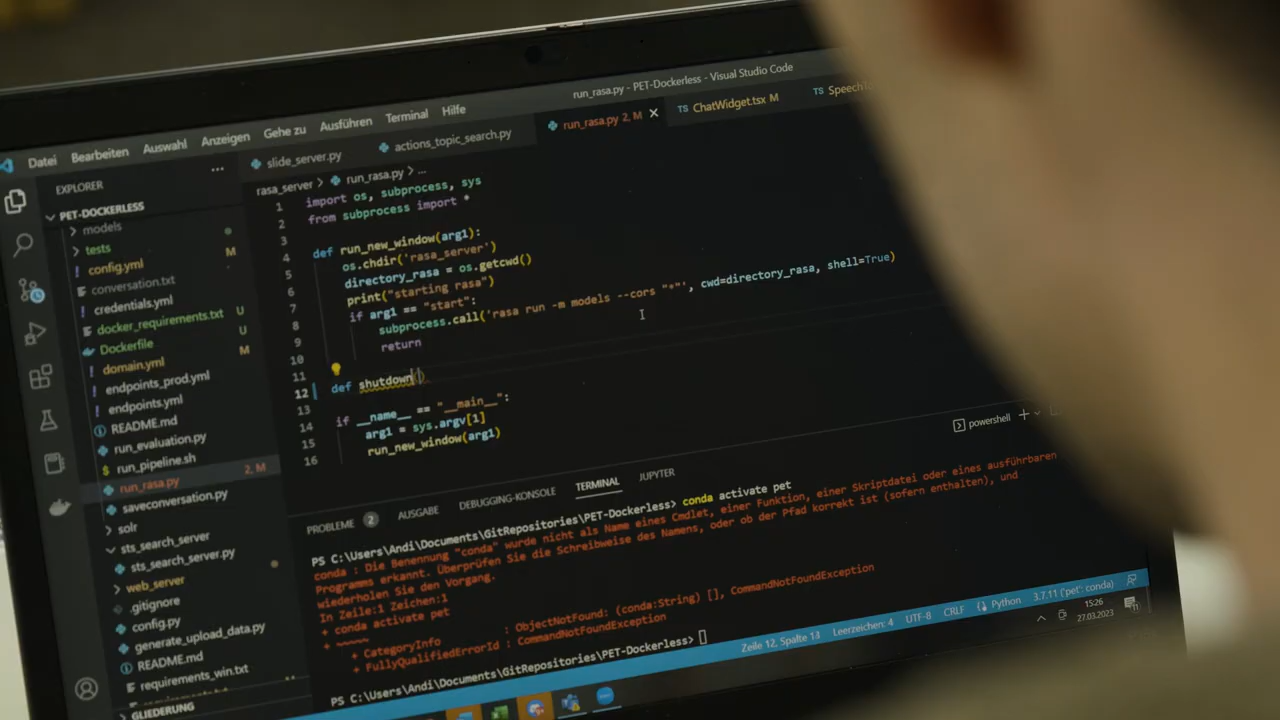 run_rasa.py - PET-Dockerless - Visual Studio Code
Datei Bearbeiten Auswahl Anzeigen Gehe zu Ausführen Terminal Hilfe
slide_server.py actions_topic_search.py run_rasa.py 2, M TS ChatWidget.tsx M TS
EXPLORER
PET-DOCKERLESS
models
tests
config.yml M
conversation.txt
credentials.yml
docker_requirements.txt U
Dockerfile U
domain.yml M
endpoints_prod.yml
endpoints.yml
README.md
run_evaluation.py
run_pipeline.sh
run_rasa.py 2, M
saveconversation.py
solr
sts_search_server
sts_search_server.py
web_server
.gitignore
config.py
generate_upload_data.py
README.md
requirements_win.txt
GLIEDERUNG
rasa_server > run_rasa.py > ...
1 import os, subprocess, sys
2 from subprocess import *
3
4 def run_new_window(arg1):
5 os.chdir('rasa_server')
6 directory_rasa = os.getcwd()
7 print("starting rasa")
8 if arg1 == "start":
9 subprocess.call('rasa run -m models --cors "*"', cwd=directory_rasa, shell=True)
10 return
11
12 def shutdown()
13
14 if __name__ == "__main__":
15 arg1 = sys.argv[1]
16 run_new_window(arg1)
PROBLEME 2 AUSGABE DEBUGGING-KONSOLE TERMINAL JUPYTER
powershell
PS C:\Users\Andi\Documents\GitRepositories\PET-Dockerless> conda activate pet
conda : Die Benennung "conda" wurde nicht als Name eines Cmdlet, einer Funktion, einer Skriptdatei oder eines ausführbaren
Programms erkannt. Überprüfen Sie die Schreibweise des Namens, oder ob der Pfad korrekt ist (sofern enthalten), und
wiederholen Sie den Vorgang.
In Zeile:1 Zeichen:1
+ conda activate pet
+ ~~~~~
+ CategoryInfo : ObjectNotFound: (conda:String) [], CommandNotFoundException
+ FullyQualifiedErrorId : CommandNotFoundException
PS C:\Users\Andi\Documents\GitRepositories\PET-Dockerless>
Zeile 12, Spalte 13 Leerzeichen: 4 UTF-8 CRLF Python 3.7.11 ('pet': conda)
15:26
27.03.2023